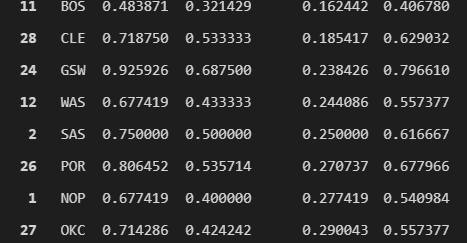 11 BOS 0.483871 0.321429 0.162442 0.406780
28 CLE 0.718750 0.533333 0.185417 0.629032
24 GSW 0.925926 0.687500 0.238426 0.796610
12 WAS 0.677419 0.433333 0.244086 0.557377
2 SAS 0.750000 0.500000 0.250000 0.616667
26 POR 0.806452 0.535714 0.270737 0.677966
1 NOP 0.677419 0.400000 0.277419 0.540984
27 OKC 0.714286 0.424242 0.290043 0.557377